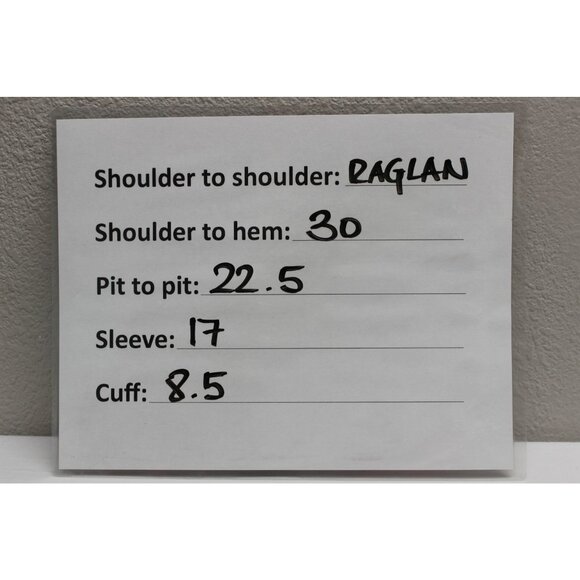 Shoulder to shoulder: RAGLAN
Shoulder to hem: 30
Pit to pit: 22.5
Sleeve: 17
Cuff: 8.5